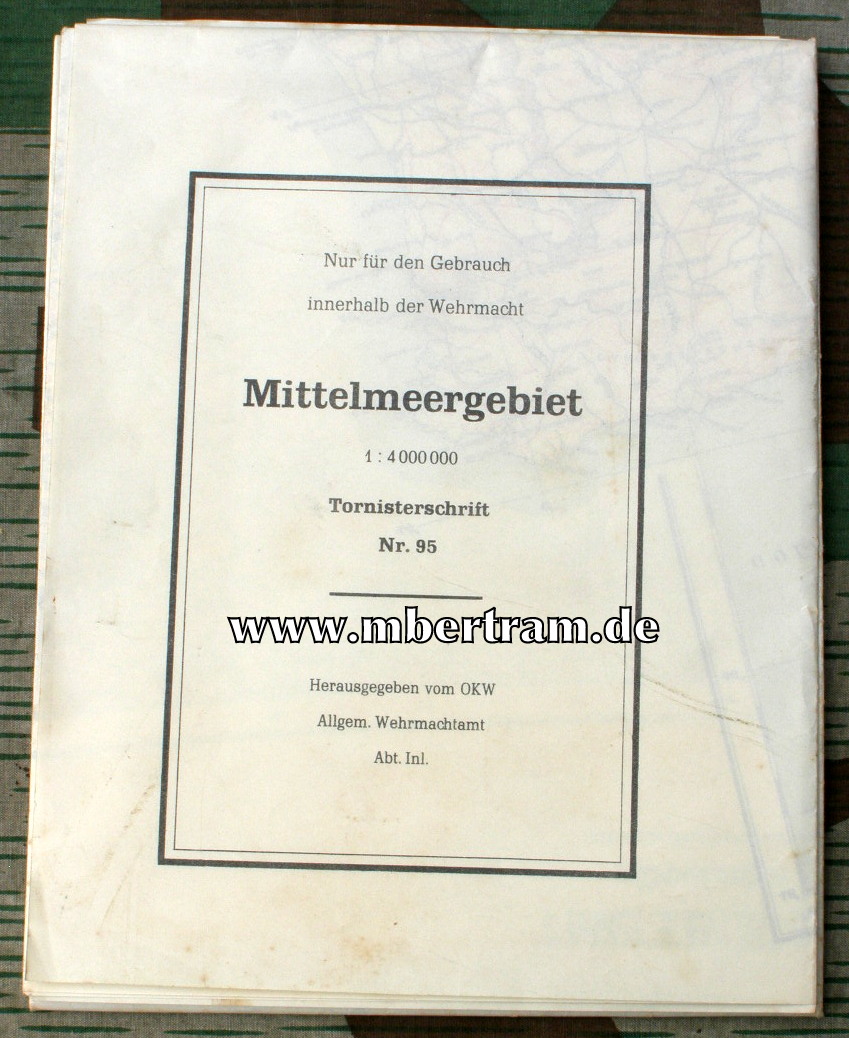 Nur für den Gebrauch
innerhalb der Wehrmacht
Mittelmeergebiet
1 : 4 000 000
Tornisterschrift
Nr. 95
www.mbertram.de
Herausgegeben vom OKW
Allgem. Wehrmachtamt
Abt. Inl.